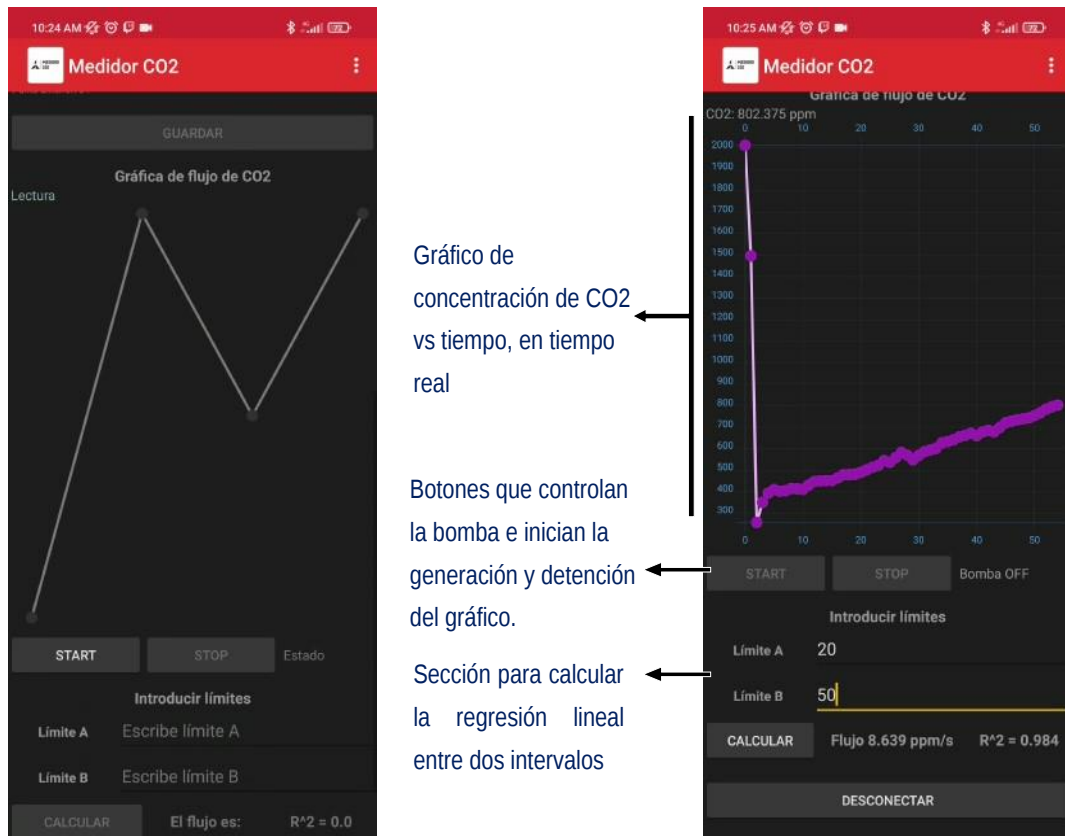 10:24 AM
Medidor CO2
GUARDAR
Gráfica de flujo de CO2
Lectura
START
STOP
Estado
Introducir límites
Límite A
Escribe límite A
Límite B
Escribe límite B
CALCULAR
El flujo es:
R^2 = 0.0
Gráfico de
concentración de CO2
vs tiempo, en tiempo
real
Botones que controlan
la bomba e inician la
generación y detención
del gráfico.
Sección para calcular
la regresión lineal
entre dos intervalos
10:25 AM
Medidor CO2
Gráfica de flujo de CO2
CO2: 802.375 ppm
0 10 20 30 40 50
2000
1900
1800
1700
1600
1500
1400
1300
1200
1100
1000
900
800
700
600
500
400
300
0 10 20 30 40 50
START
STOP
Bomba OFF
Introducir límites
Límite A
20
Límite B
50
CALCULAR
Flujo 8.639 ppm/s
R^2 = 0.984
DESCONECTAR